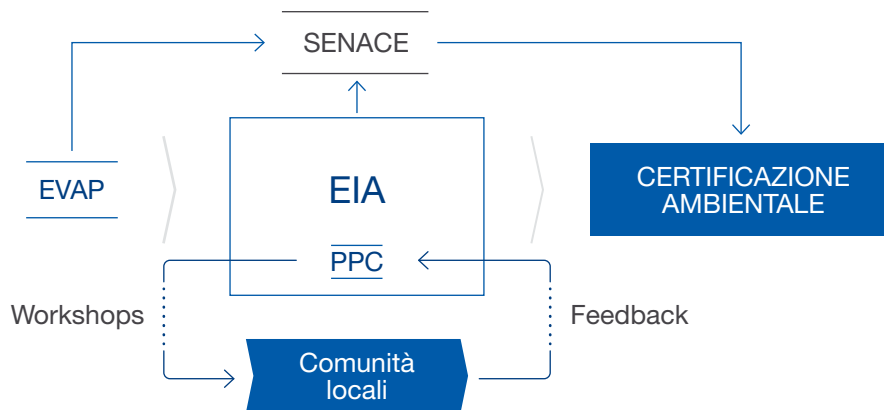 SENACE
EVAP
EIA
CERTIFICAZIONE
AMBIENTALE
PPC
Workshops
Feedback
Comunità
locali